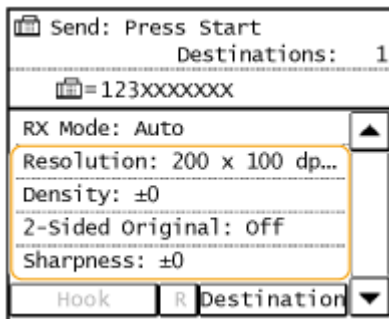 Send: Press Start
Destinations: 1
=123XXXXXXX
RX Mode: Auto
Resolution: 200 x 100 dp...
Density: ±0
2-Sided Original: Off
Sharpness: ±0
Hook R Destination